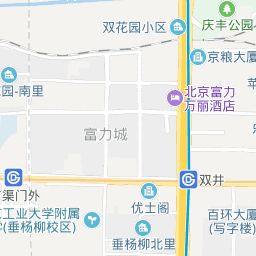 庆丰公园
双花园小区
京粮大厦
园-南里
北京富力
万丽酒店
富力城
双井
渠门外
优士阁
工业大学附属
(垂杨柳校区)
百环大厦
(写字楼)
垂杨柳北里